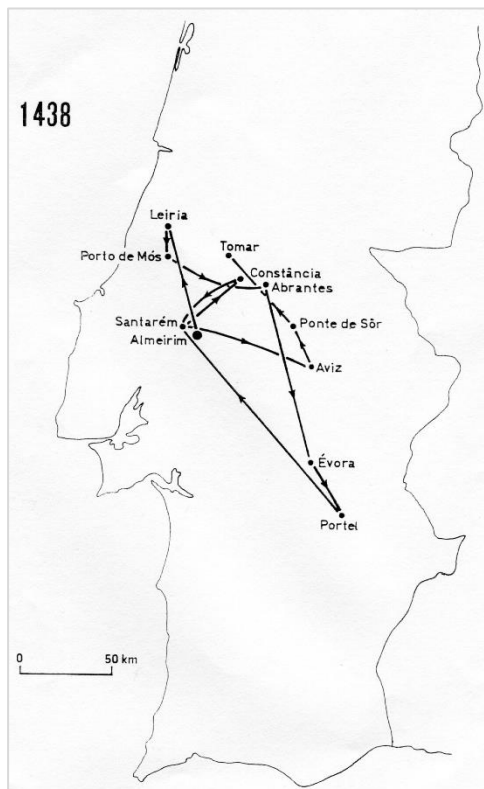 1438
Leiria
Tomar
Porto de Mós
Constância
Abrantes
Santarém
Ponte de Sôr
Almeirim
Aviz
Évora
Portel
0 50 km